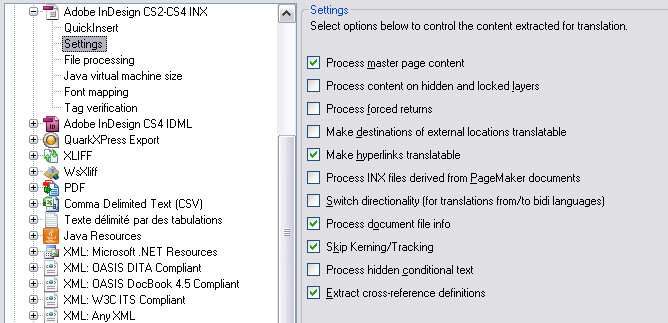 Adobe InDesign CS2-CS4 INX
QuickInsert
Settings
File processing
Java virtual machine size
Font mapping
Tag verification
Adobe InDesign CS4 IDML
QuarkXPress Export
XLIFF
WsXliff
PDF
Comma Delimited Text (CSV)
Texte délimité par des tabulations
Java Resources
XML: Microsoft .NET Resources
XML: OASIS DITA Compliant
XML: OASIS DocBook 4.5 Compliant
XML: W3C ITS Compliant
XML: Any XML
Settings
Select options below to control the content extracted for translation.
Process master page content
Process content on hidden and locked layers
Process forced returns
Make destinations of external locations translatable
Make hyperlinks translatable
Process INX files derived from PageMaker documents
Switch directionality (for translations from/to bidi languages)
Process document file info
Skip Kerning/Tracking
Process hidden conditional text
Extract cross-reference definitions